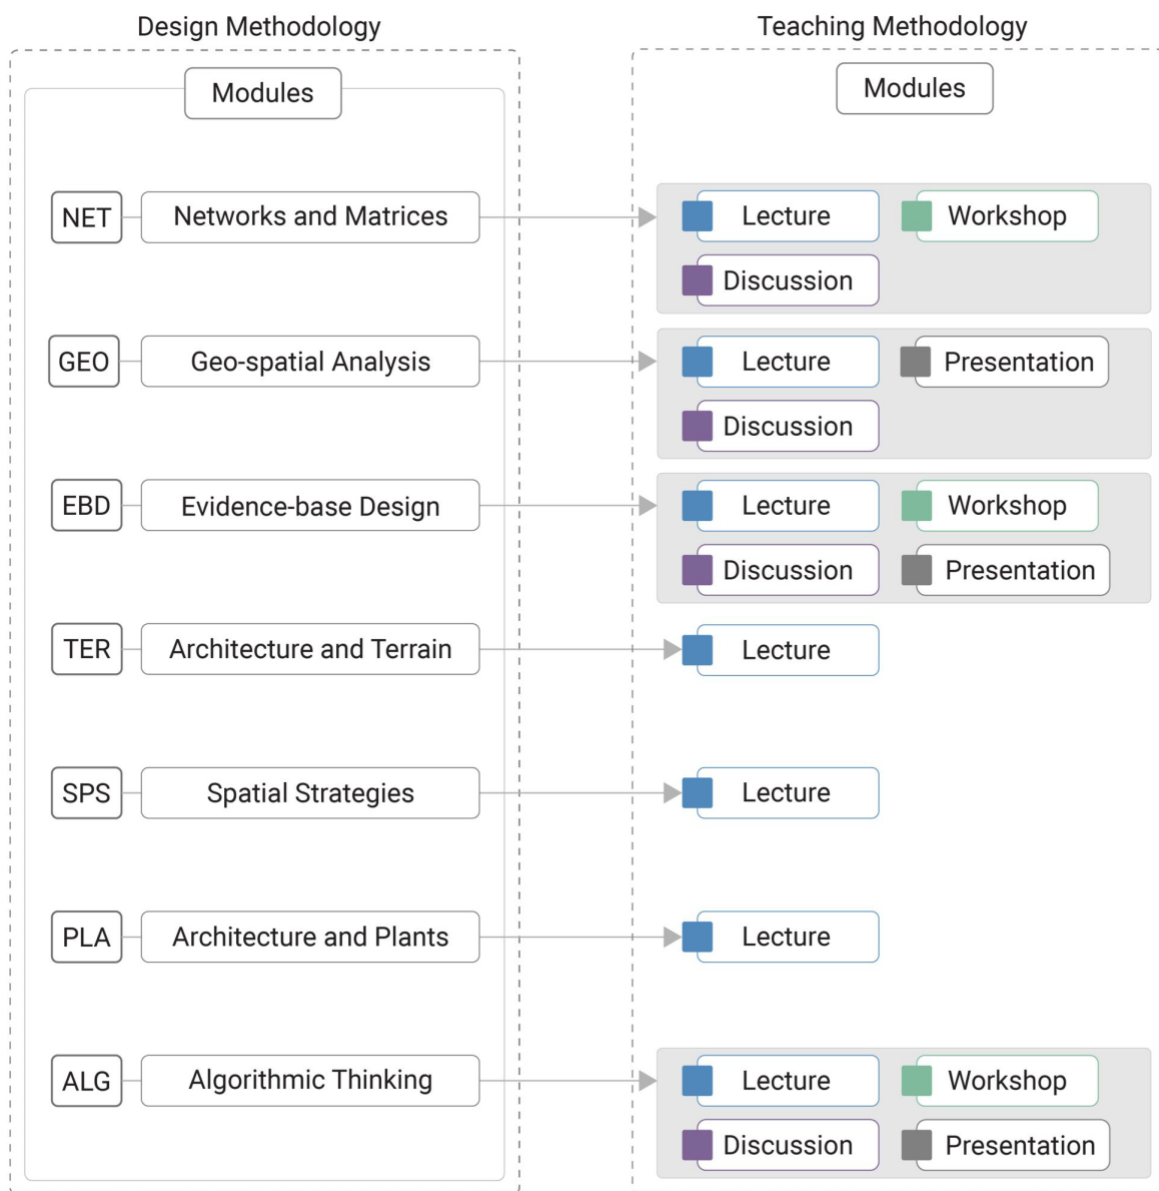 Design Methodology
Teaching Methodology
Modules
Modules
NET Networks and Matrices Lecture Workshop
Discussion
GEO Geo-spatial Analysis Lecture Presentation
Discussion
EBD Evidence-base Design Lecture Workshop
Discussion Presentation
TER Architecture and Terrain Lecture
SPS Spatial Strategies Lecture
PLA Architecture and Plants Lecture
ALG Algorithmic Thinking Lecture Workshop
Discussion Presentation